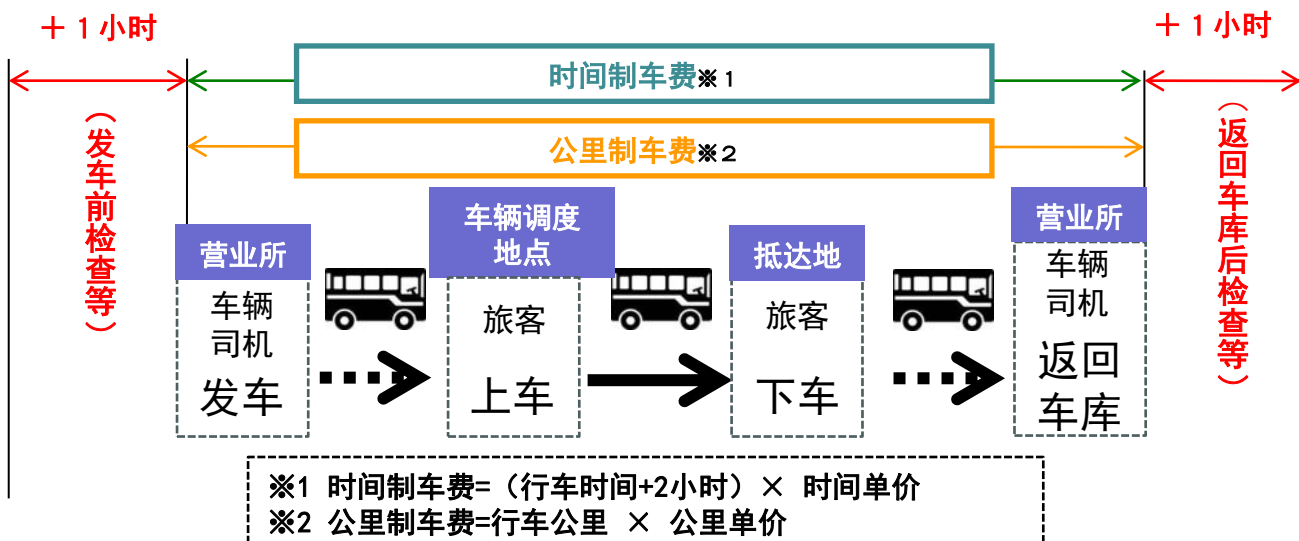 ＋１小时
＋１小时
时间制车费※１
公里制车费※２
（发车前检查等）
（返回车库后检查等）
营业所
车辆
司机
发车
车辆调度
地点
旅客
上车
抵达地
旅客
下车
营业所
车辆
司机
返回
车库
※1 时间制车费=（行车时间+2小时）× 时间单价
※2 公里制车费=行车公里 × 公里单价